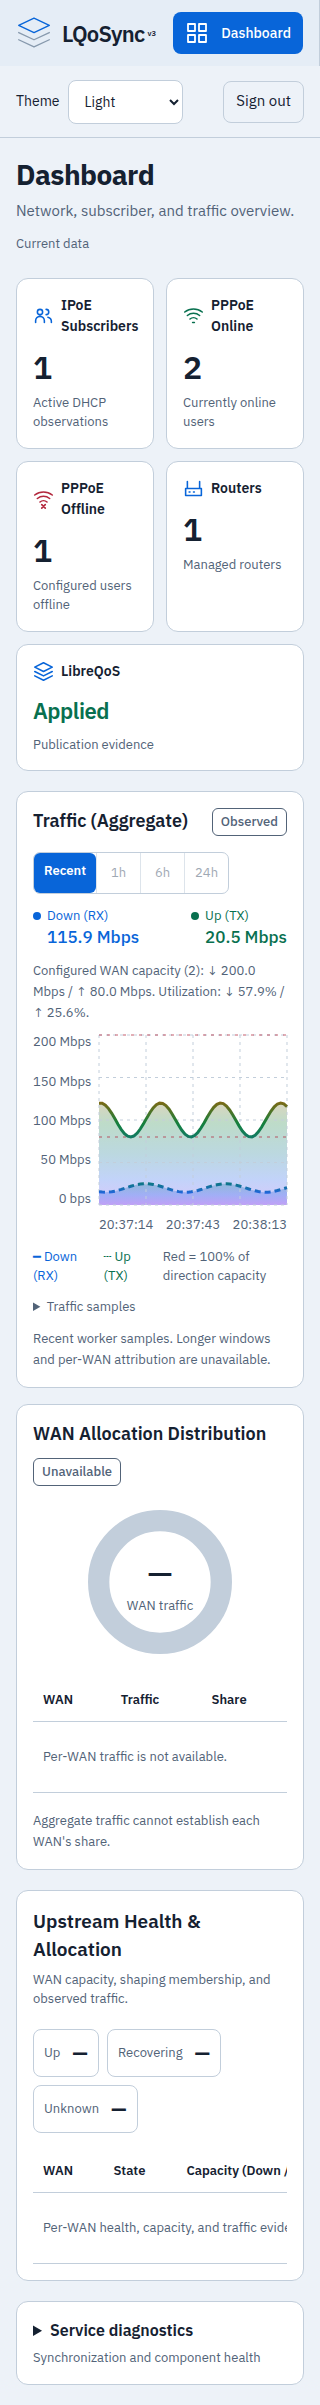 LQoSync v3
Dashboard
Theme
Light
Sign out
Dashboard
Network, subscriber, and traffic overview.
Current data
IPoE
Subscribers
1
Active DHCP
observations
PPPoE
Online
2
Currently online
users
PPPoE
Offline
1
Configured users
offline
Routers
1
Managed routers
LibreQoS
Applied
Publication evidence
Traffic (Aggregate)
Observed
Recent 1h 6h 24h
Down (RX)
115.9 Mbps
Up (TX)
20.5 Mbps
Configured WAN capacity (2): ↓ 200.0
Mbps / ↑ 80.0 Mbps. Utilization: ↓ 57.9% /
↑ 25.6%.
200 Mbps
150 Mbps
100 Mbps
50 Mbps
0 bps
20:37:14 20:37:43 20:38:13
━ Down
(RX)
┄ Up
(TX)
Red = 100% of
direction capacity
▶ Traffic samples
Recent worker samples. Longer windows
and per-WAN attribution are unavailable.
WAN Allocation Distribution
Unavailable
—
WAN traffic
WAN Traffic Share
Per-WAN traffic is not available.
Aggregate traffic cannot establish each
WAN's share.
Upstream Health &
Allocation
WAN capacity, shaping membership, and
observed traffic.
Up —
Recovering —
Unknown —
WAN State Capacity (Down /
Per-WAN health, capacity, and traffic evide
▶ Service diagnostics
Synchronization and component health